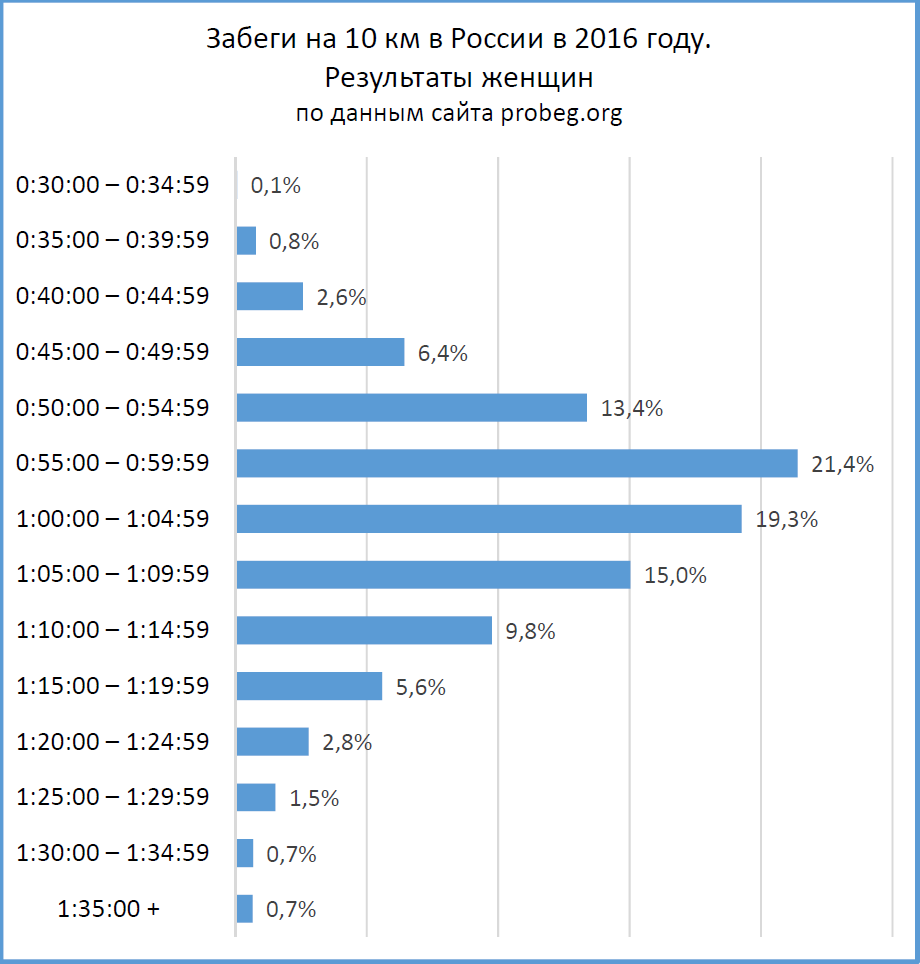 Забеги на 10 км в России в 2016 году.
Результаты женщин
по данным сайта probeg.org
0:30:00 – 0:34:59 0,1%
0:35:00 – 0:39:59 0,8%
0:40:00 – 0:44:59 2,6%
0:45:00 – 0:49:59 6,4%
0:50:00 – 0:54:59 13,4%
0:55:00 – 0:59:59 21,4%
1:00:00 – 1:04:59 19,3%
1:05:00 – 1:09:59 15,0%
1:10:00 – 1:14:59 9,8%
1:15:00 – 1:19:59 5,6%
1:20:00 – 1:24:59 2,8%
1:25:00 – 1:29:59 1,5%
1:30:00 – 1:34:59 0,7%
1:35:00 + 0,7%